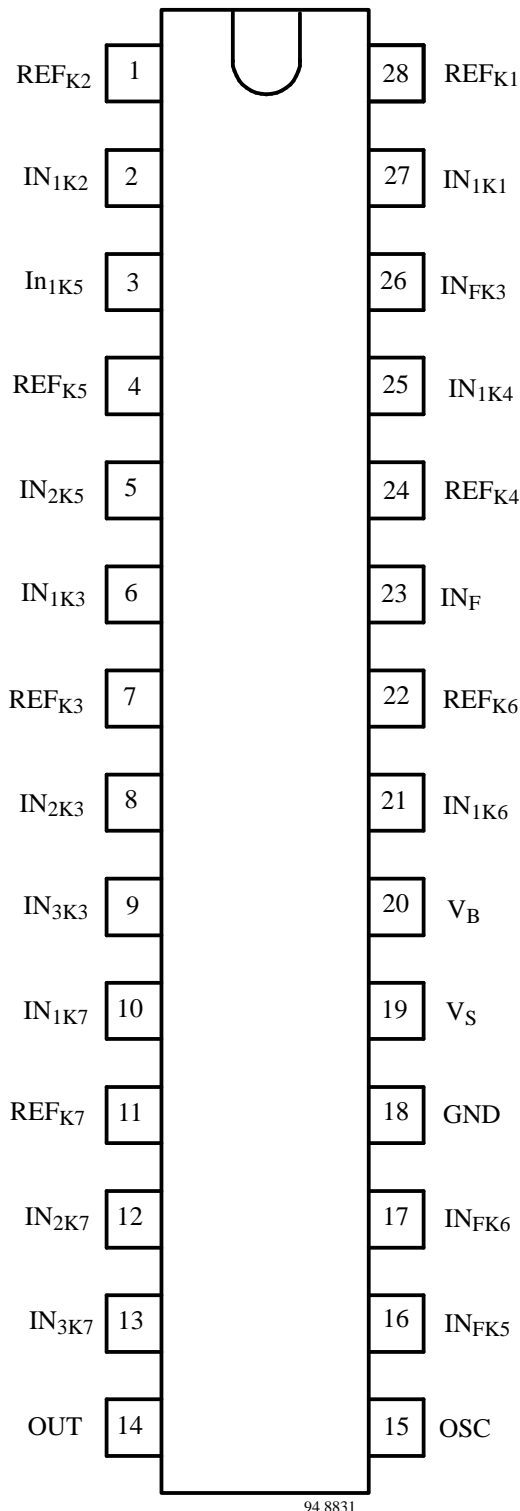 REFK2 1 28 REFK1
IN1K2 2 27 IN1K1
In1K5 3 26 INFK3
REFK5 4 25 IN1K4
IN2K5 5 24 REFK4
IN1K3 6 23 INF
REFK3 7 22 REFK6
IN2K3 8 21 IN1K6
IN3K3 9 20 VB
IN1K7 10 19 VS
REFK7 11 18 GND
IN2K7 12 17 INFK6
IN3K7 13 16 INFK5
OUT 14 15 OSC
94 8831